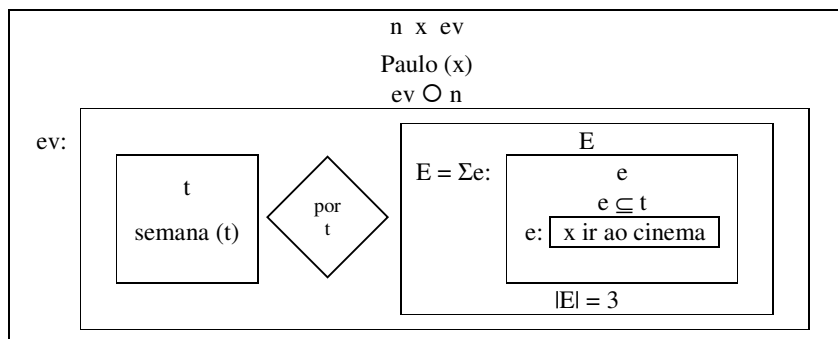 n x ev
Paulo (x)
ev O n
ev:
t
semana (t)
por
t
E = Σe:
E
e
e ⊆ t
e: x ir ao cinema
|E| = 3